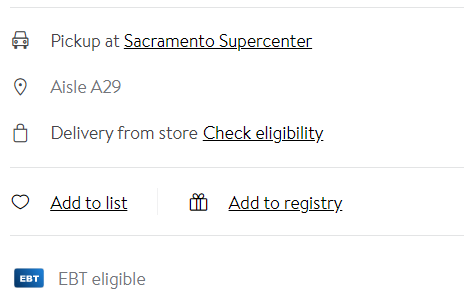 Pickup at Sacramento Supercenter
Aisle A29
Delivery from store Check eligibility
Add to list Add to registry
EBT EBT eligible